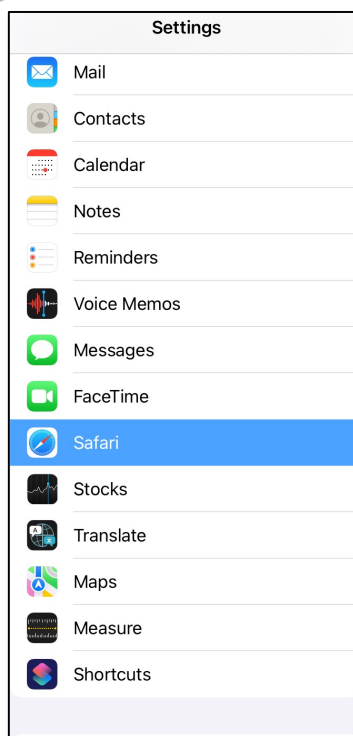 Settings
Mail
Contacts
Calendar
Notes
Reminders
Voice Memos
Messages
FaceTime
Safari
Stocks
Translate
Maps
Measure
Shortcuts